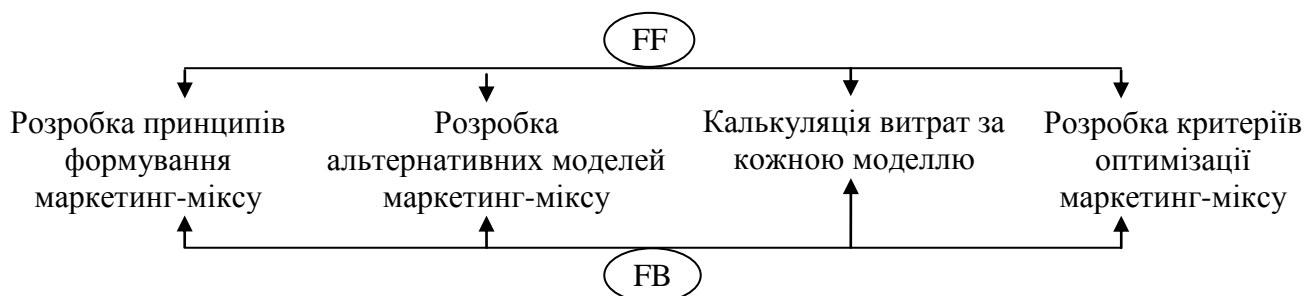 FF
Розробка принципів
формування
маркетинг-міксу
Розробка
альтернативних моделей
маркетинг-міксу
Калькуляція витрат за
кожною моделлю
Розробка критеріїв
оптимізації
маркетинг-міксу
FB